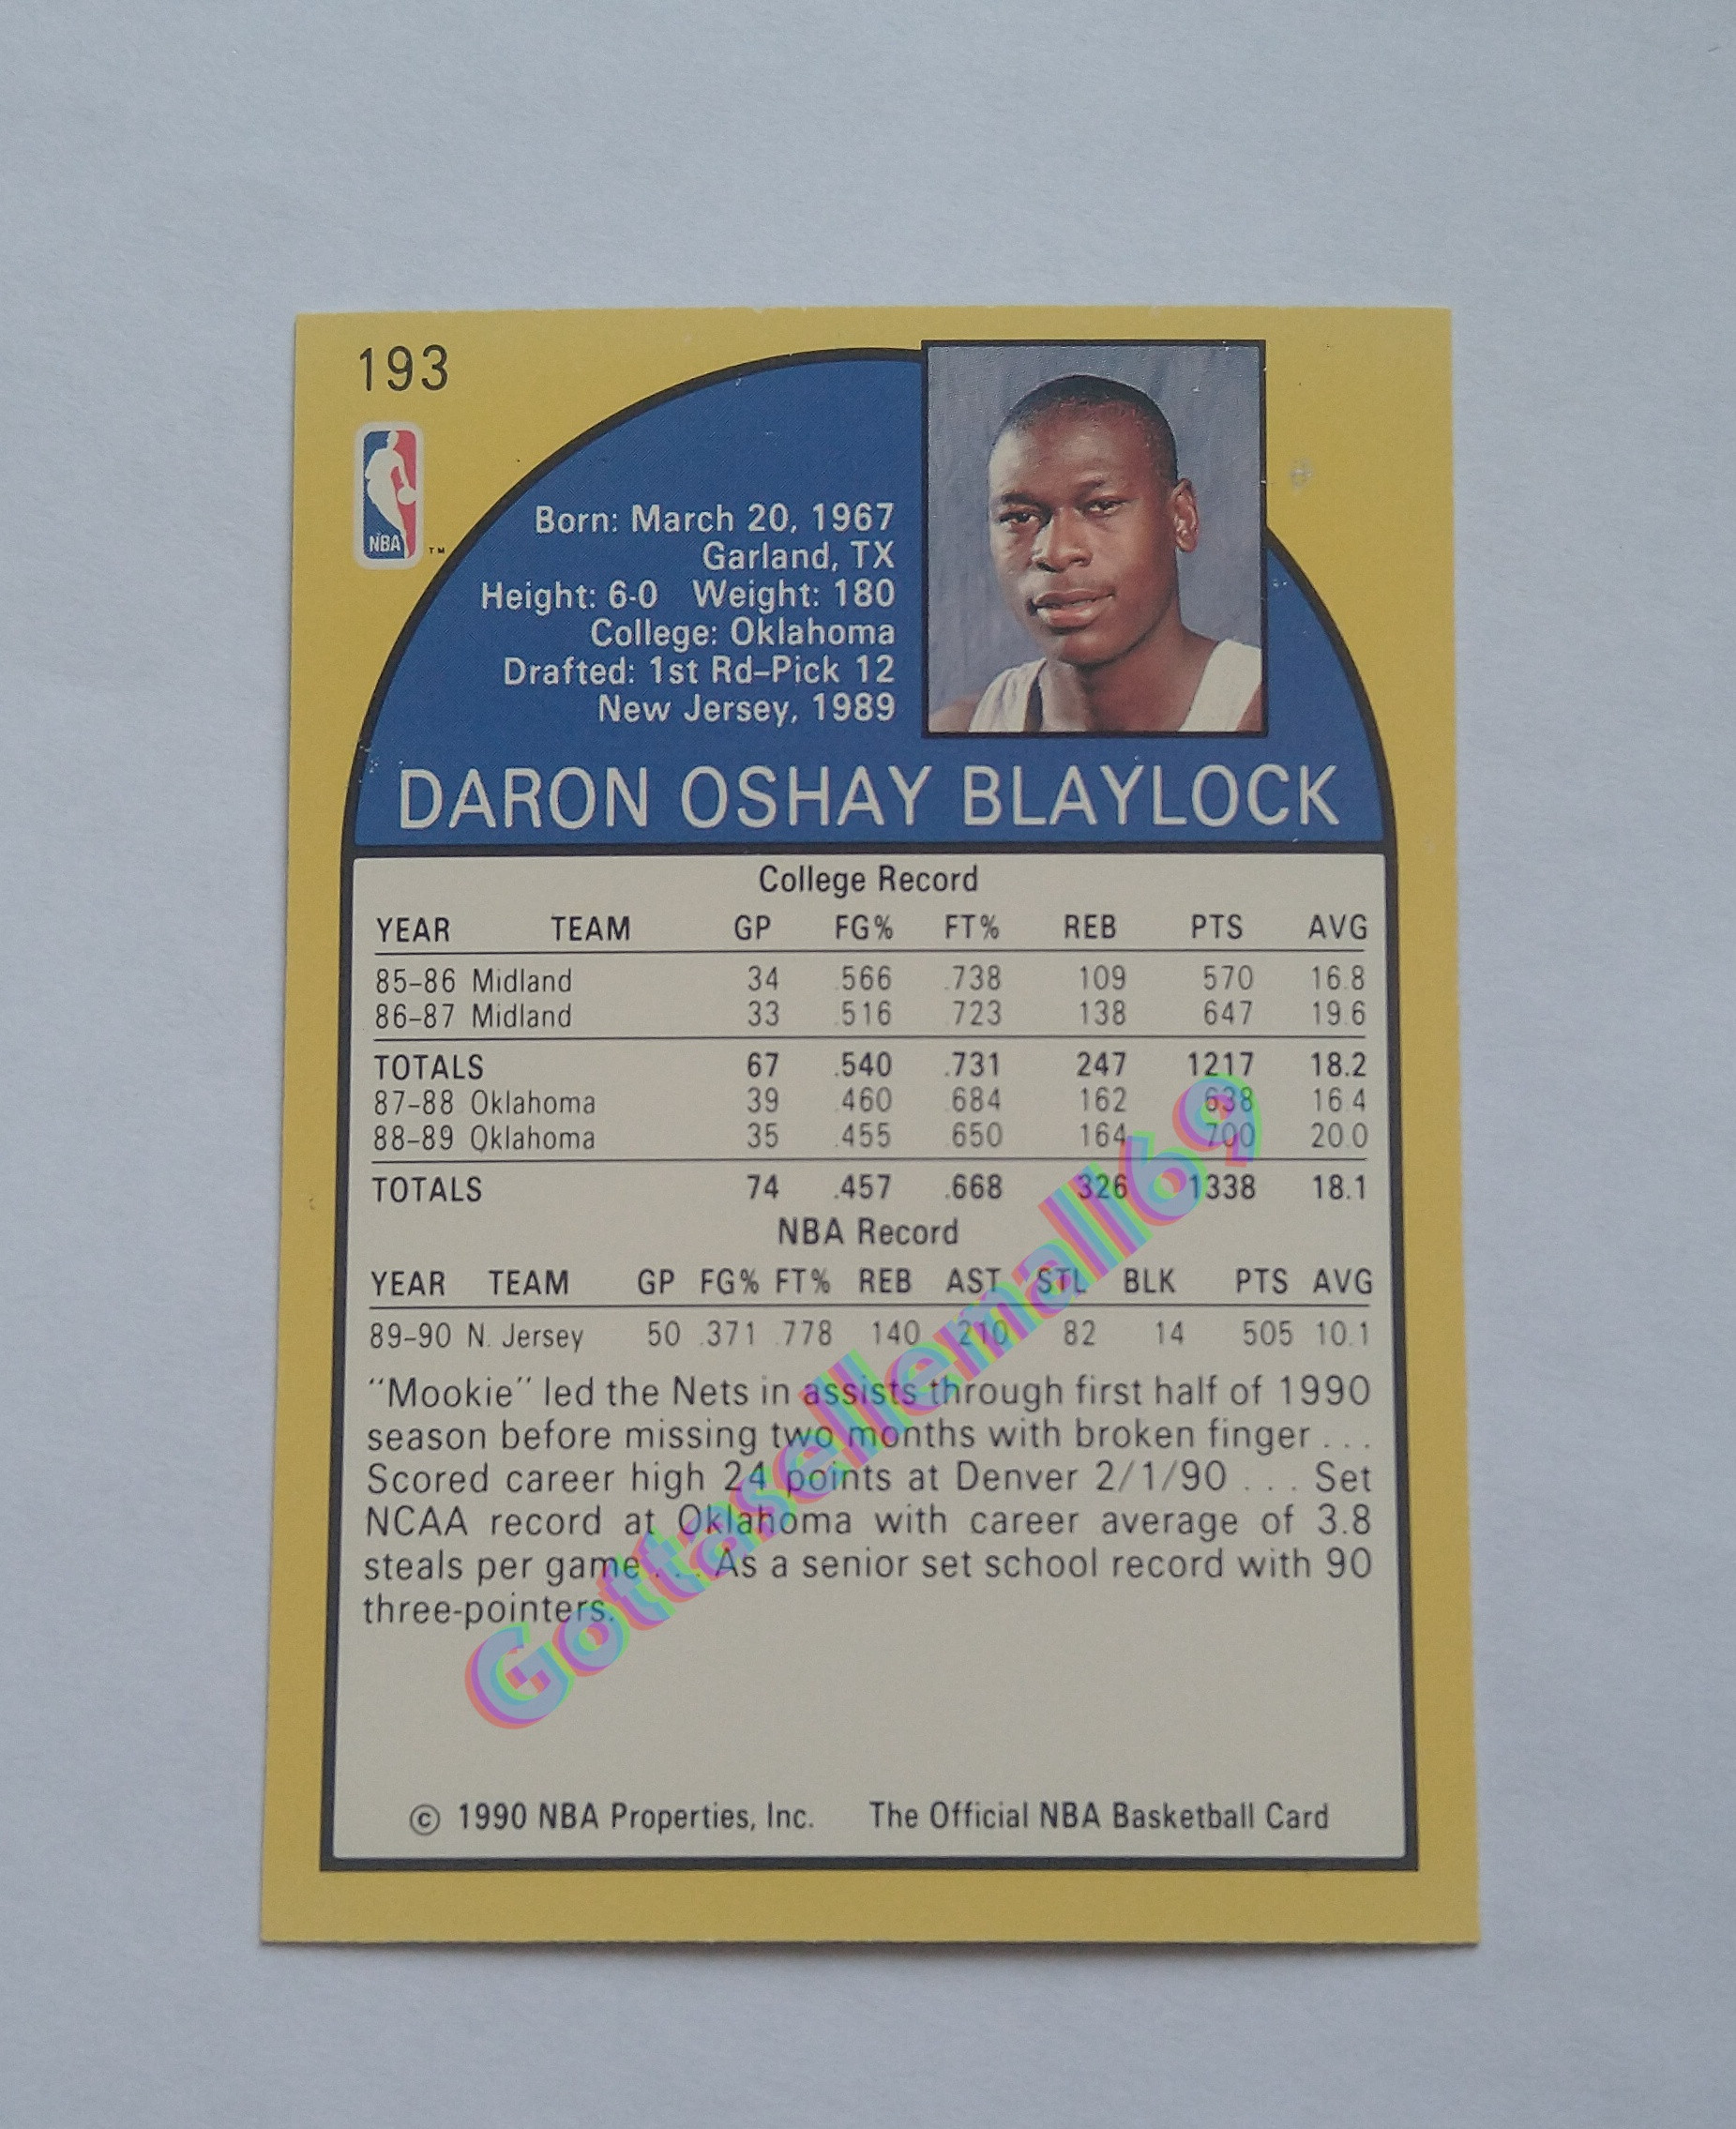 193
NBA
TM
Born: March 20, 1967
Garland, TX
Height: 6-0 Weight: 180
College: Oklahoma
Drafted: 1st Rd–Pick 12
New Jersey, 1989
DARON OSHAY BLAYLOCK
College Record
YEAR TEAM GP FG% FT% REB PTS AVG
85–86 Midland 34 .566 .738 109 570 16.8
86–87 Midland 33 .516 .723 138 647 19.6
TOTALS 67 .540 .731 247 1217 18.2
87–88 Oklahoma 39 .460 .684 162 638 16.4
88–89 Oklahoma 35 .455 .650 164 700 20.0
TOTALS 74 .457 .668 326 1338 18.1
NBA Record
YEAR TEAM GP FG% FT% REB AST STL BLK PTS AVG
89–90 N. Jersey 50 .371 .778 140 210 82 14 505 10.1
“Mookie” led the Nets in assists through first half of 1990
season before missing two months with broken finger . . .
Scored career high 24 points at Denver 2/1/90 . . . Set
NCAA record at Oklahoma with career average of 3.8
steals per game . . . As a senior set school record with 90
three-pointers.
Gottasellemall69
© 1990 NBA Properties, Inc. The Official NBA Basketball Card